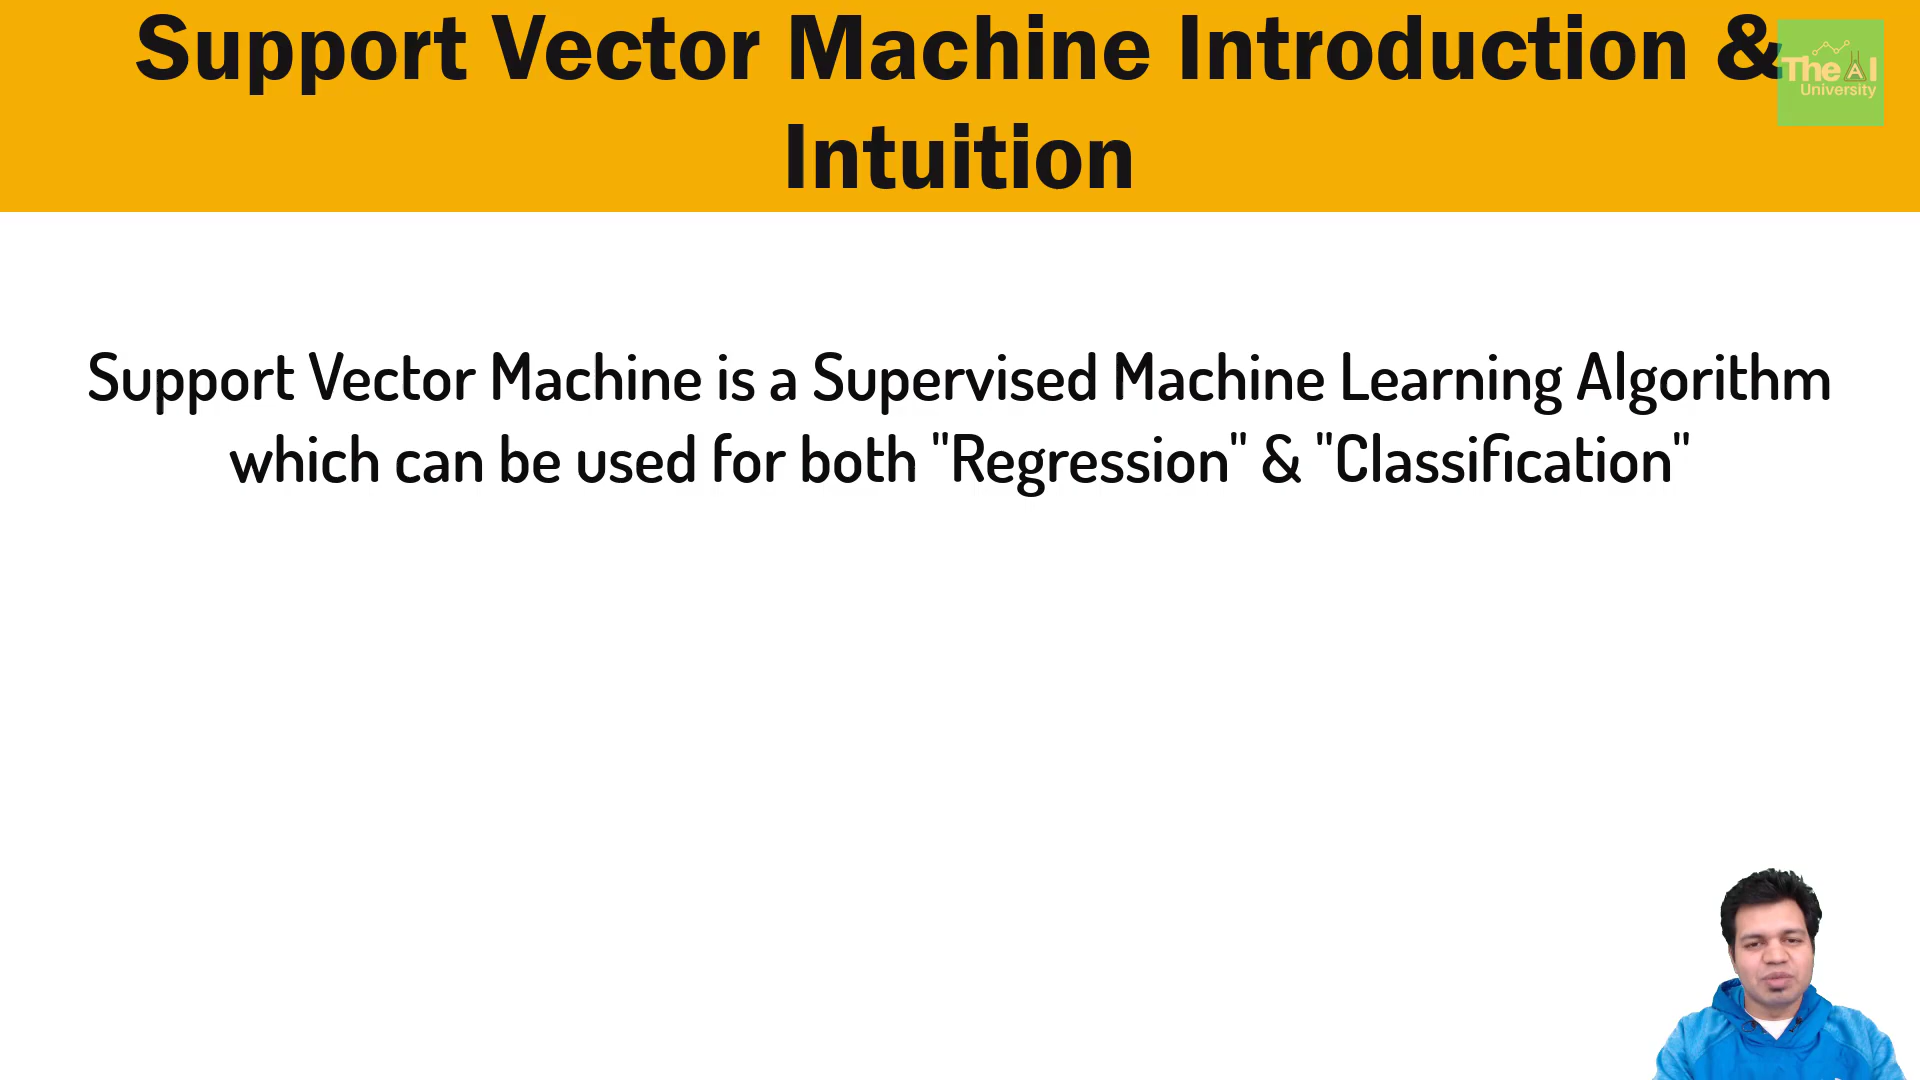 Support Vector Machine Introduction &
Intuition
The AI
University
Support Vector Machine is a Supervised Machine Learning Algorithm
which can be used for both "Regression" & "Classification"